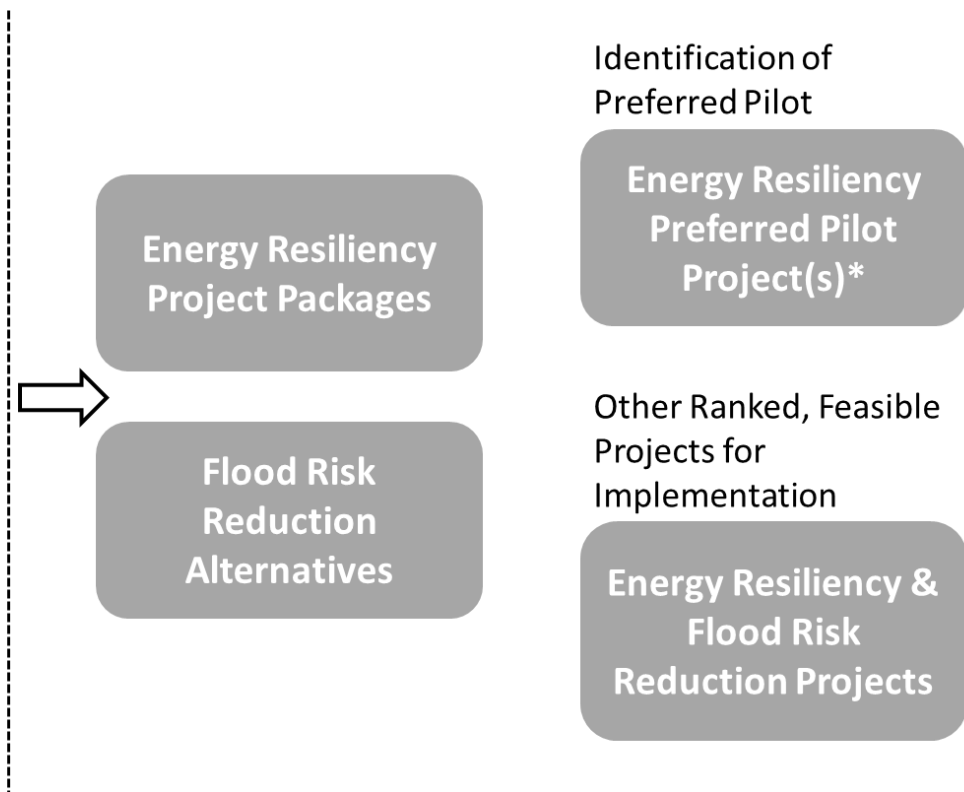 Energy Resiliency
Project Packages
Flood Risk
Reduction
Alternatives
Identification of
Preferred Pilot
Energy Resiliency
Preferred Pilot
Project(s)*
Other Ranked, Feasible
Projects for
Implementation
Energy Resiliency &
Flood Risk
Reduction Projects